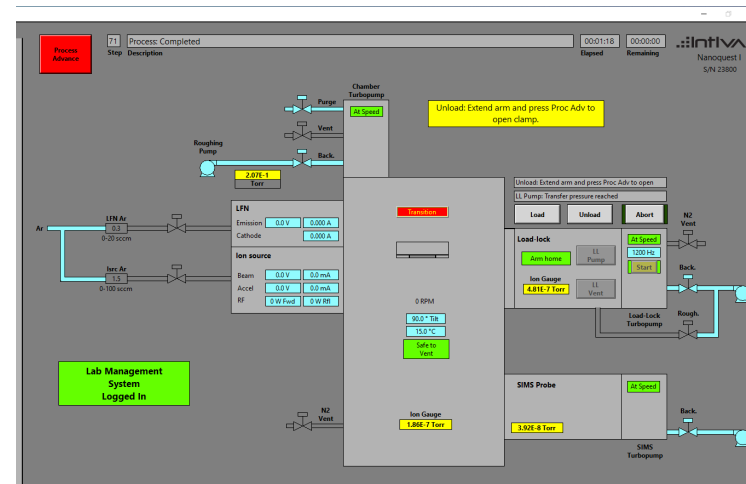 Process
Advance
71
Process: Completed
Step
Description
00:01:18
00:00:00
Elapsed
Remaining
Nanoquest I
S/N 23800
Chamber
Turbopump
Purge
At Speed
Unload: Extend arm and press Proc Adv to
open clamp.
Vent
Roughing
Pump
Back.
2.07E-1
Torr
Unload: Extend arm and press Proc Adv to open
LL Pump: Transfer pressure reached
Load
Unload
Abort
N2
Vent
LFN
Emission
0.0 V
0.000 A
Cathode
0.000 A
Transition
Ar
LFN Ar
0.3
0-20 sccm
Load-lock
Arm home
LL
Pump
At Speed
1200 Hz
Start
Ion Gauge
4.81E-7 Torr
LL
Vent
Back.
Ion source
Beam
0.0 V
0.0 mA
Accel
0.0 V
0.0 mA
RF
0 W Fwd
0 W Rfl
Isrc Ar
1.5
0-100 sccm
0 RPM
90.0 ° Tilt
15.0 °C
Safe to
Vent
Load-Lock
Turbopump
Rough.
Lab Management
System
Logged In
SIMS Probe
At Speed
N2
Vent
Ion Gauge
1.86E-7 Torr
3.92E-8 Torr
Back.
SIMS
Turbopump